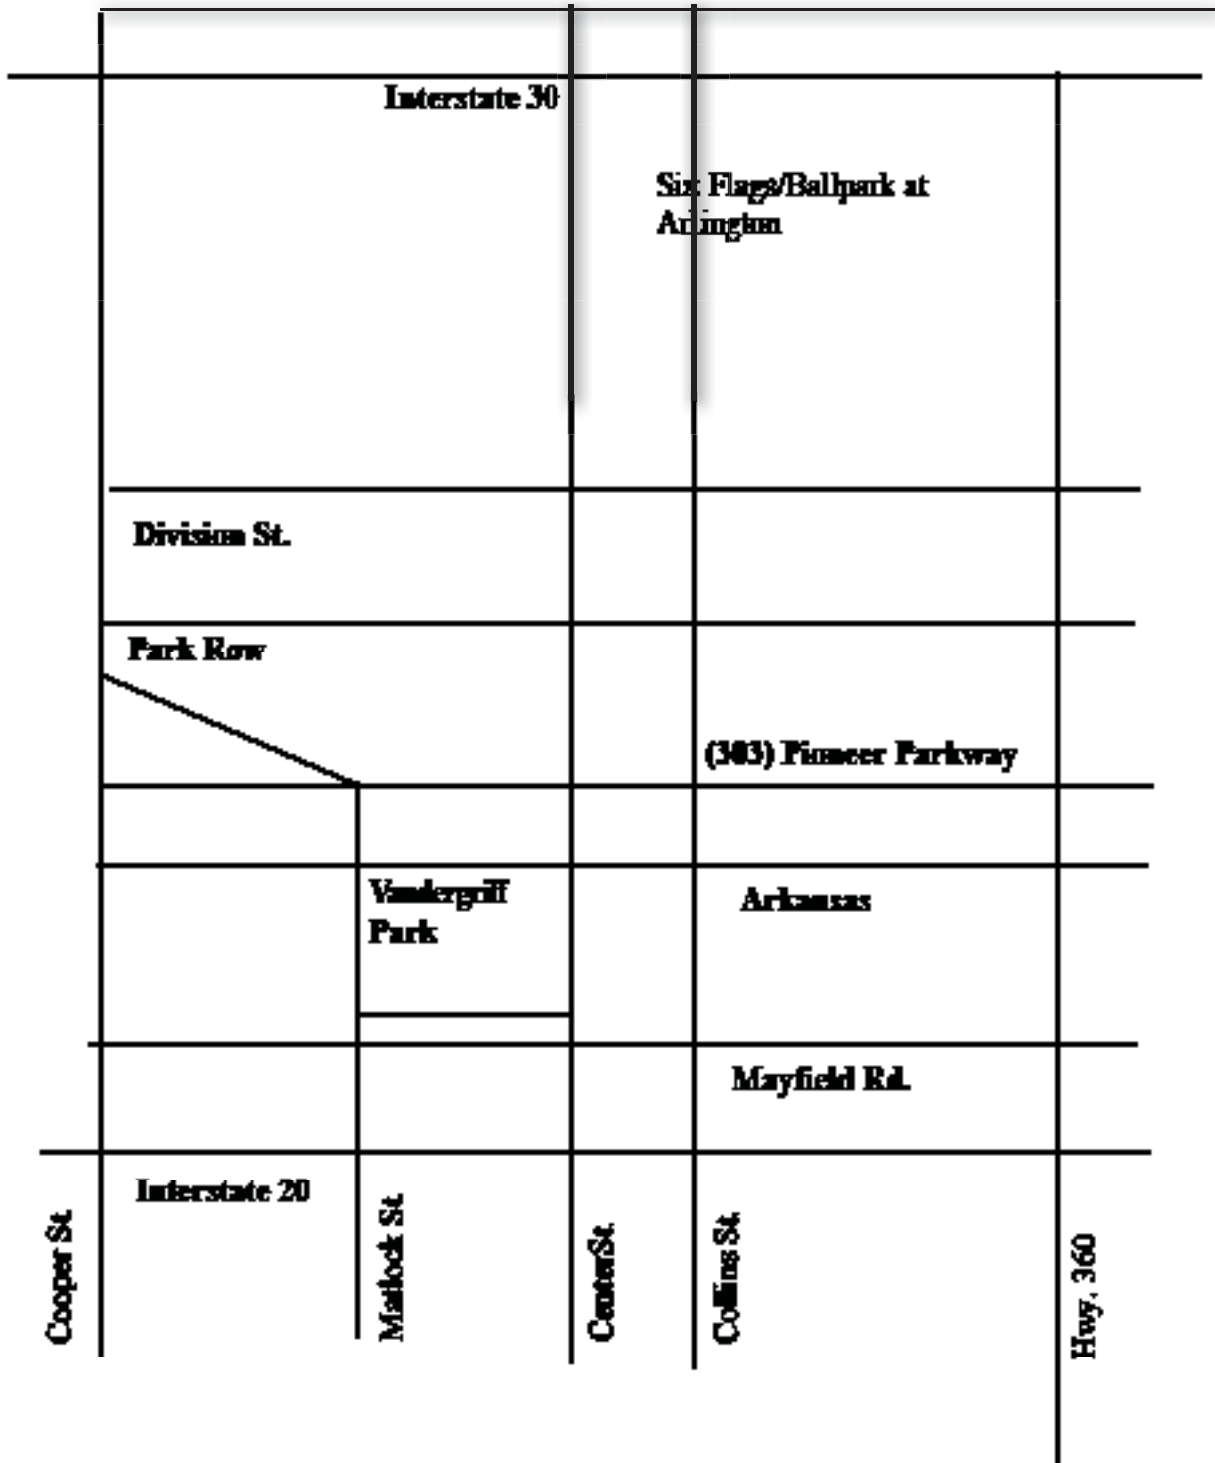 Interstate 30
Six Flags/Ballpark at
Arlington
Division St.
Park Row
(303) Pioneer Parkway
Vandergriff
Park
Arkansas
Mayfield Rd.
Interstate 20
Cooper St.
Matlock St.
CenterSt.
Collins St.
Hwy. 360